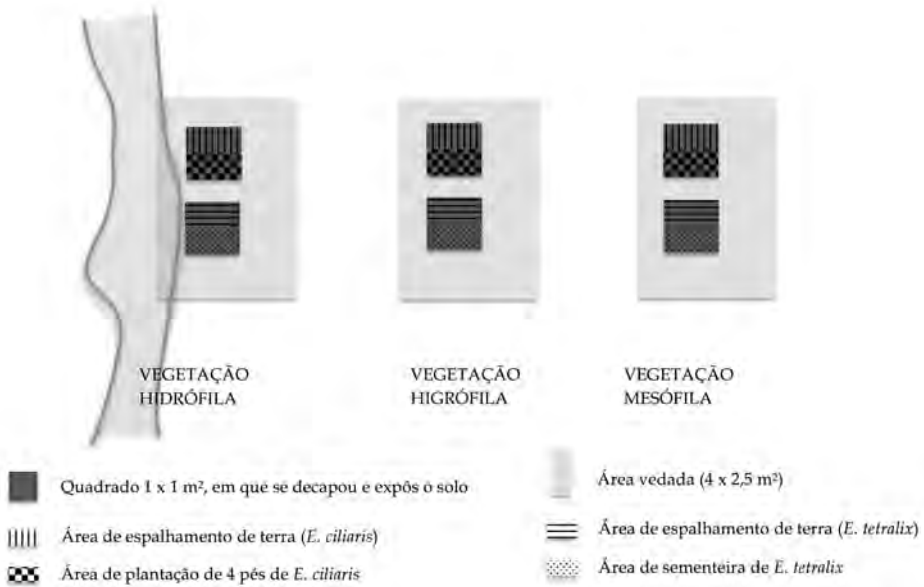 VEGETAÇÃO
HIDRÓFILA
VEGETAÇÃO
HIGRÓFILA
VEGETAÇÃO
MESÓFILA
Quadrado 1 x 1 m², em que se decapou e expôs o solo
Área de espalhamento de terra (E. ciliaris)
Área de plantação de 4 pés de E. ciliaris
Área vedada (4 x 2,5 m²)
Área de espalhamento de terra (E. tetralix)
Área de sementeira de E. tetralix